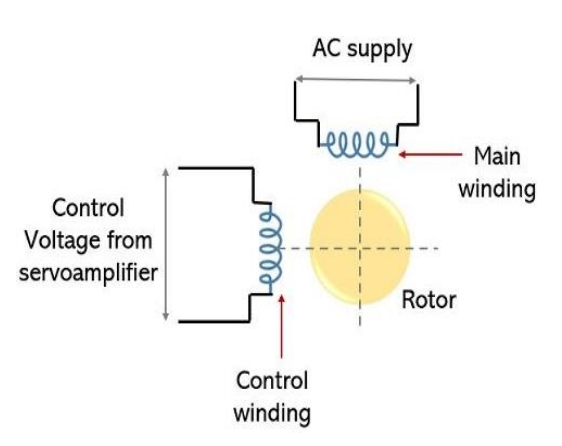 AC supply
Main
winding
Control
Voltage from
servoamplifier
Rotor
Control
winding